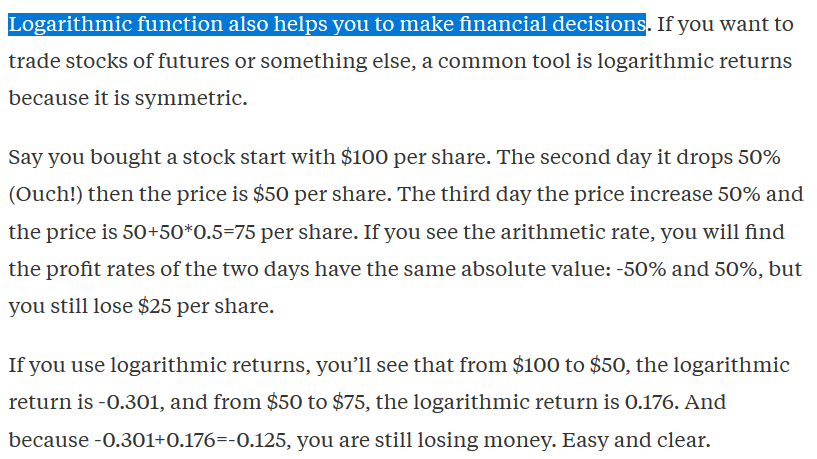 Logarithmic function also helps you to make financial decisions. If you want to
trade stocks of futures or something else, a common tool is logarithmic returns
because it is symmetric.
Say you bought a stock start with $100 per share. The second day it drops 50%
(Ouch!) then the price is $50 per share. The third day the price increase 50% and
the price is 50+50*0.5=75 per share. If you see the arithmetic rate, you will find
the profit rates of the two days have the same absolute value: -50% and 50%, but
you still lose $25 per share.
If you use logarithmic returns, you’ll see that from $100 to $50, the logarithmic
return is -0.301, and from $50 to $75, the logarithmic return is 0.176. And
because -0.301+0.176=-0.125, you are still losing money. Easy and clear.